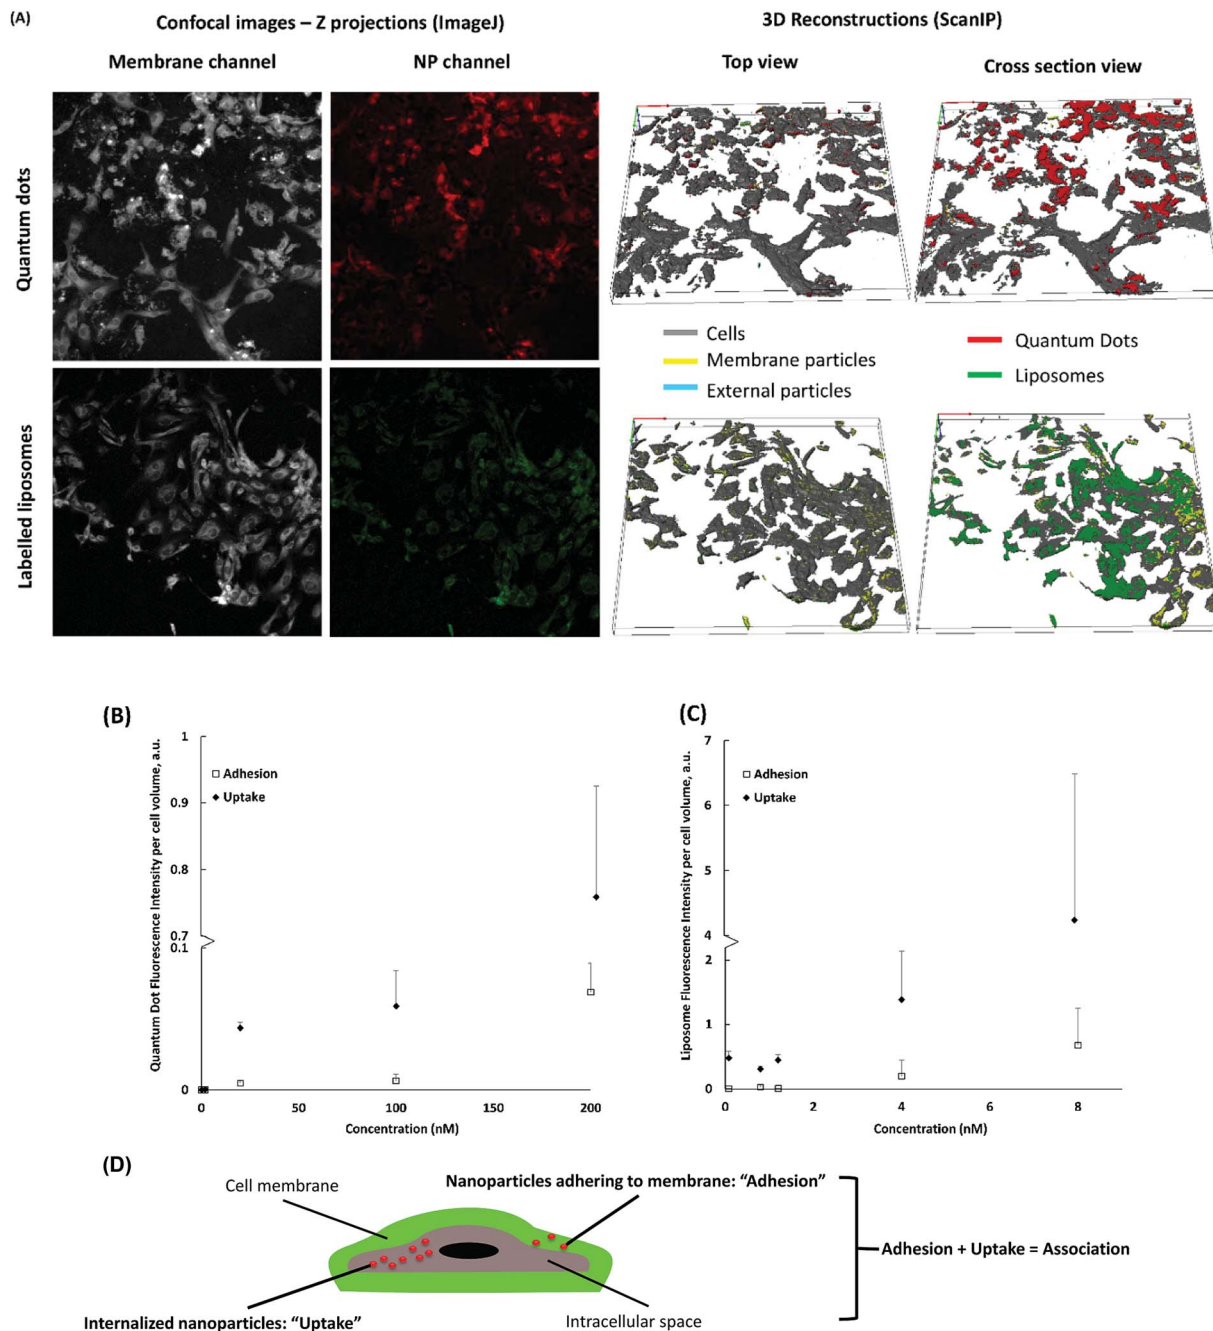 (A)
Confocal images – Z projections (ImageJ)
3D Reconstructions (ScanIP)
Membrane channel
NP channel
Top view
Cross section view
Quantum dots
Labelled liposomes
Cells
Membrane particles
External particles
Quantum Dots
Liposomes
(B)
Quantum Dot Fluorescence Intensity per cell volume, a.u.
1
0.9
0.8
0.7
0.1
0
Adhesion
Uptake
0
50
100
150
200
Concentration (nM)
(C)
Liposome Fluorescence Intensity per cell volume, a.u.
7
6
5
4
2
1
0
Adhesion
Uptake
0
2
4
6
8
Concentration (nM)
(D)
Cell membrane
Nanoparticles adhering to membrane: “Adhesion”
Adhesion + Uptake = Association
Internalized nanoparticles: “Uptake”
Intracellular space